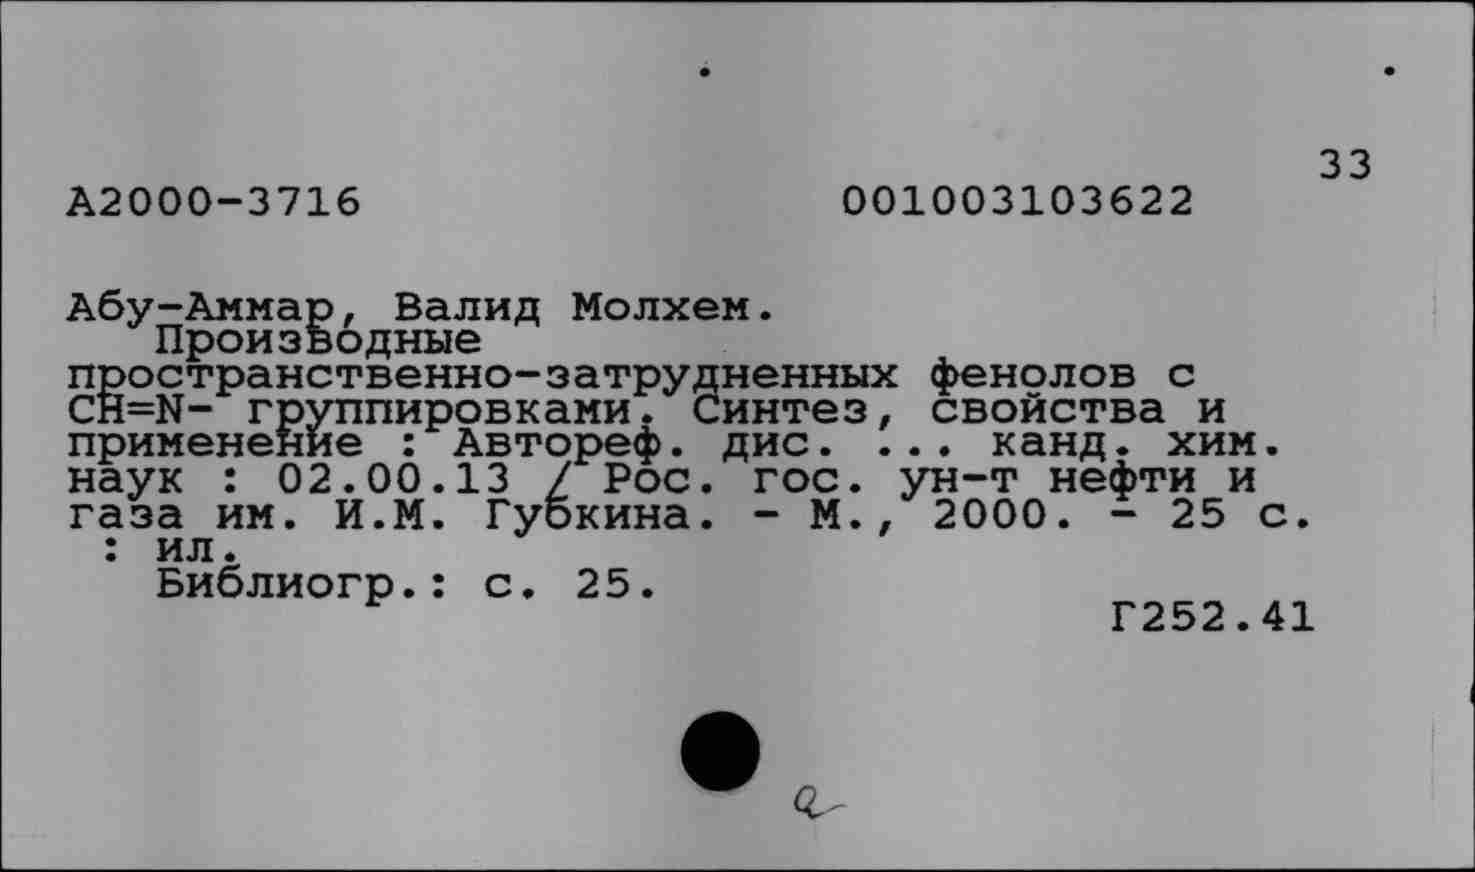 33
А2000-3716 001003103622
Абу-Аммар, Валид Молхем.
Производные
пространственно-затрудненных фенолов с
CH=N- группировками. Синтез, свойства и
применение : Автореф. дис. ... канд. хим.
наук : 02.00.13 / Рос. гос. ун-т нефти и
газа им. И.М. Губкина. - М., 2000. - 25 с.
: ил.
Библиогр.: с. 25.
Г252.41